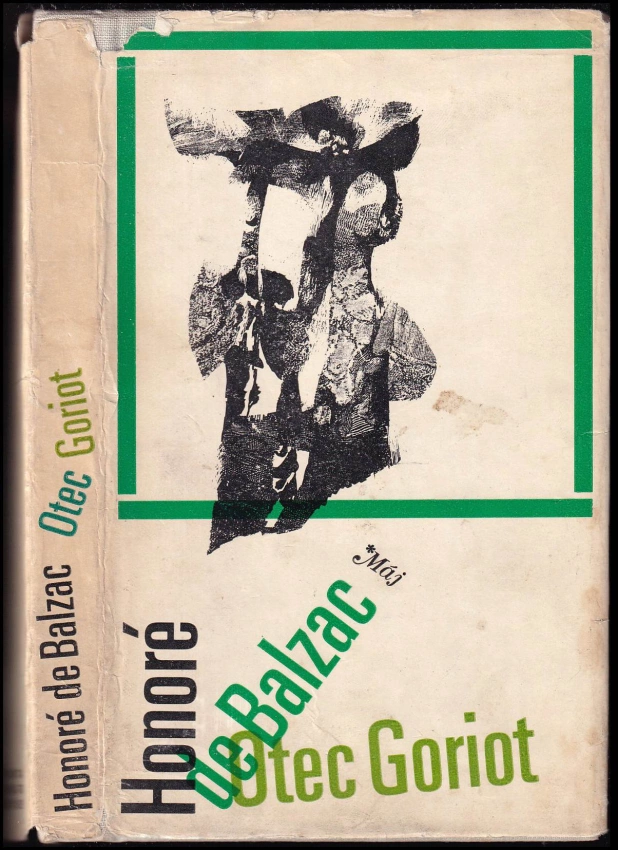 Honoré de Balzac Otec Goriot
*Máj
Honoré
de Balzac
Otec Goriot